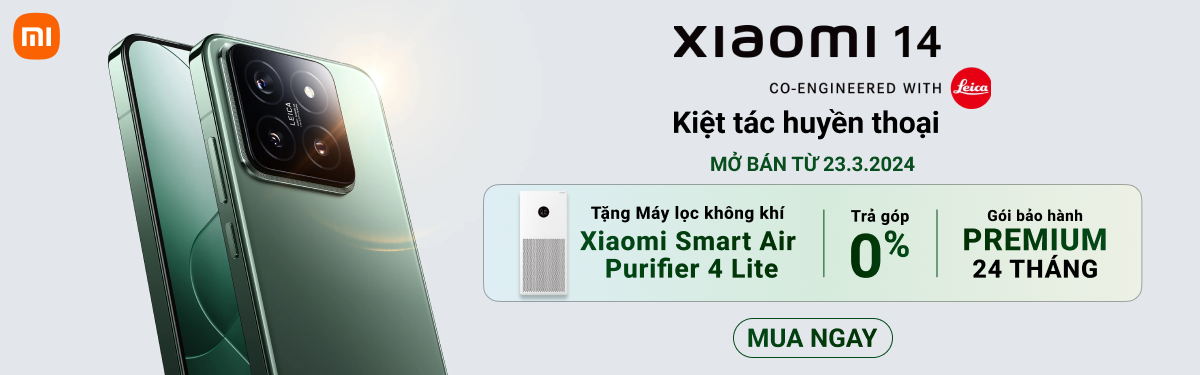 mi
xiaomi 14
CO-ENGINEERED WITH Leica
Kiệt tác huyền thoại
MỞ BÁN TỪ 23.3.2024
Tặng Máy lọc không khí
Xiaomi Smart Air
Purifier 4 Lite
Trả góp
0%
Gói bảo hành
PREMIUM
24 THÁNG
MUA NGAY
LEICA